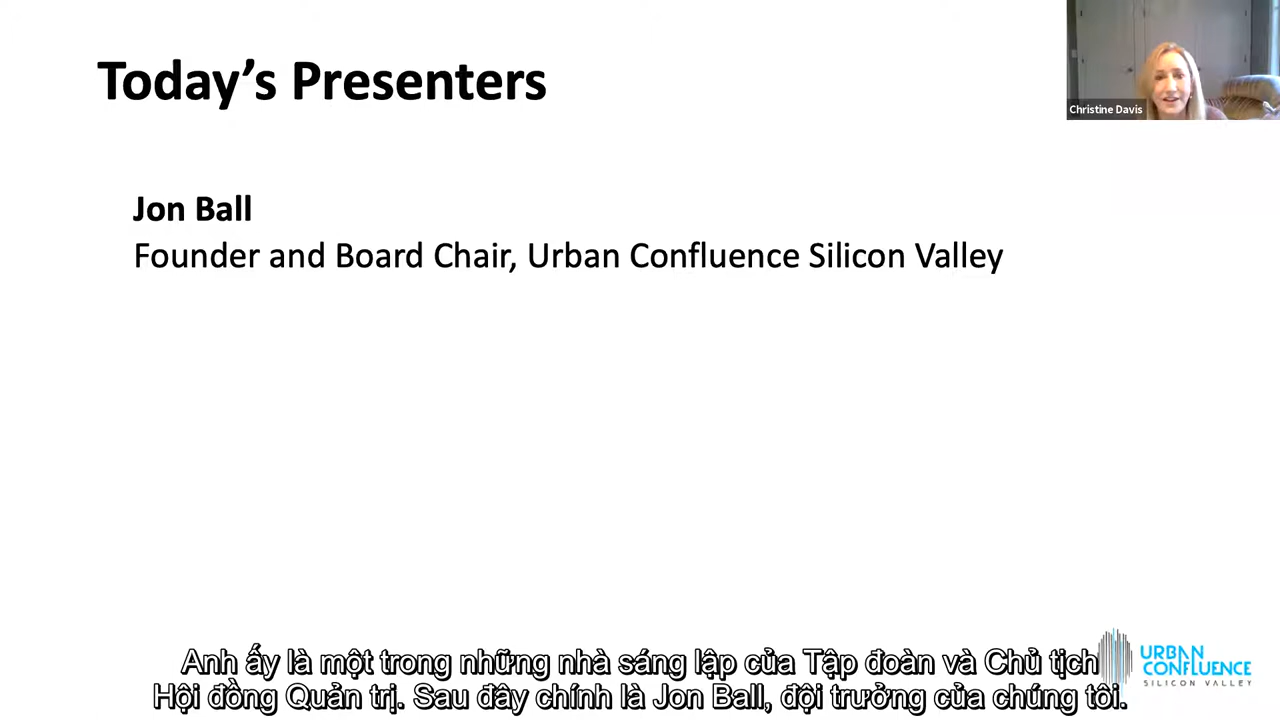 Today's Presenters
Christine Davis
Jon Ball
Founder and Board Chair, Urban Confluence Silicon Valley
Anh ấy là một trong những nhà sáng lập của Tập đoàn và Chủ tịch
Hội đồng Quản trị. Sau đây chính là Jon Ball, đội trưởng của chúng tôi.
URBAN
CONFLUENCE
SILICON VALLEY